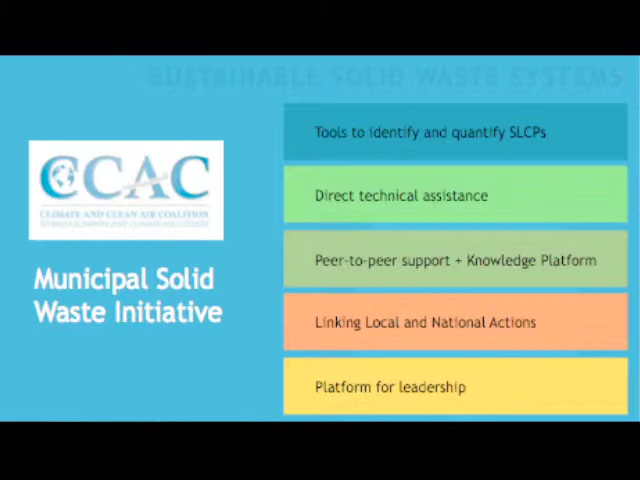 SUSTAINABLE SOLID WASTE SYSTEMS
CCAC
CLIMATE AND CLEAN AIR COALITION
Municipal Solid
Waste Initiative
Tools to identify and quantify SLCPs
Direct technical assistance
Peer-to-peer support + Knowledge Platform
Linking Local and National Actions
Platform for leadership